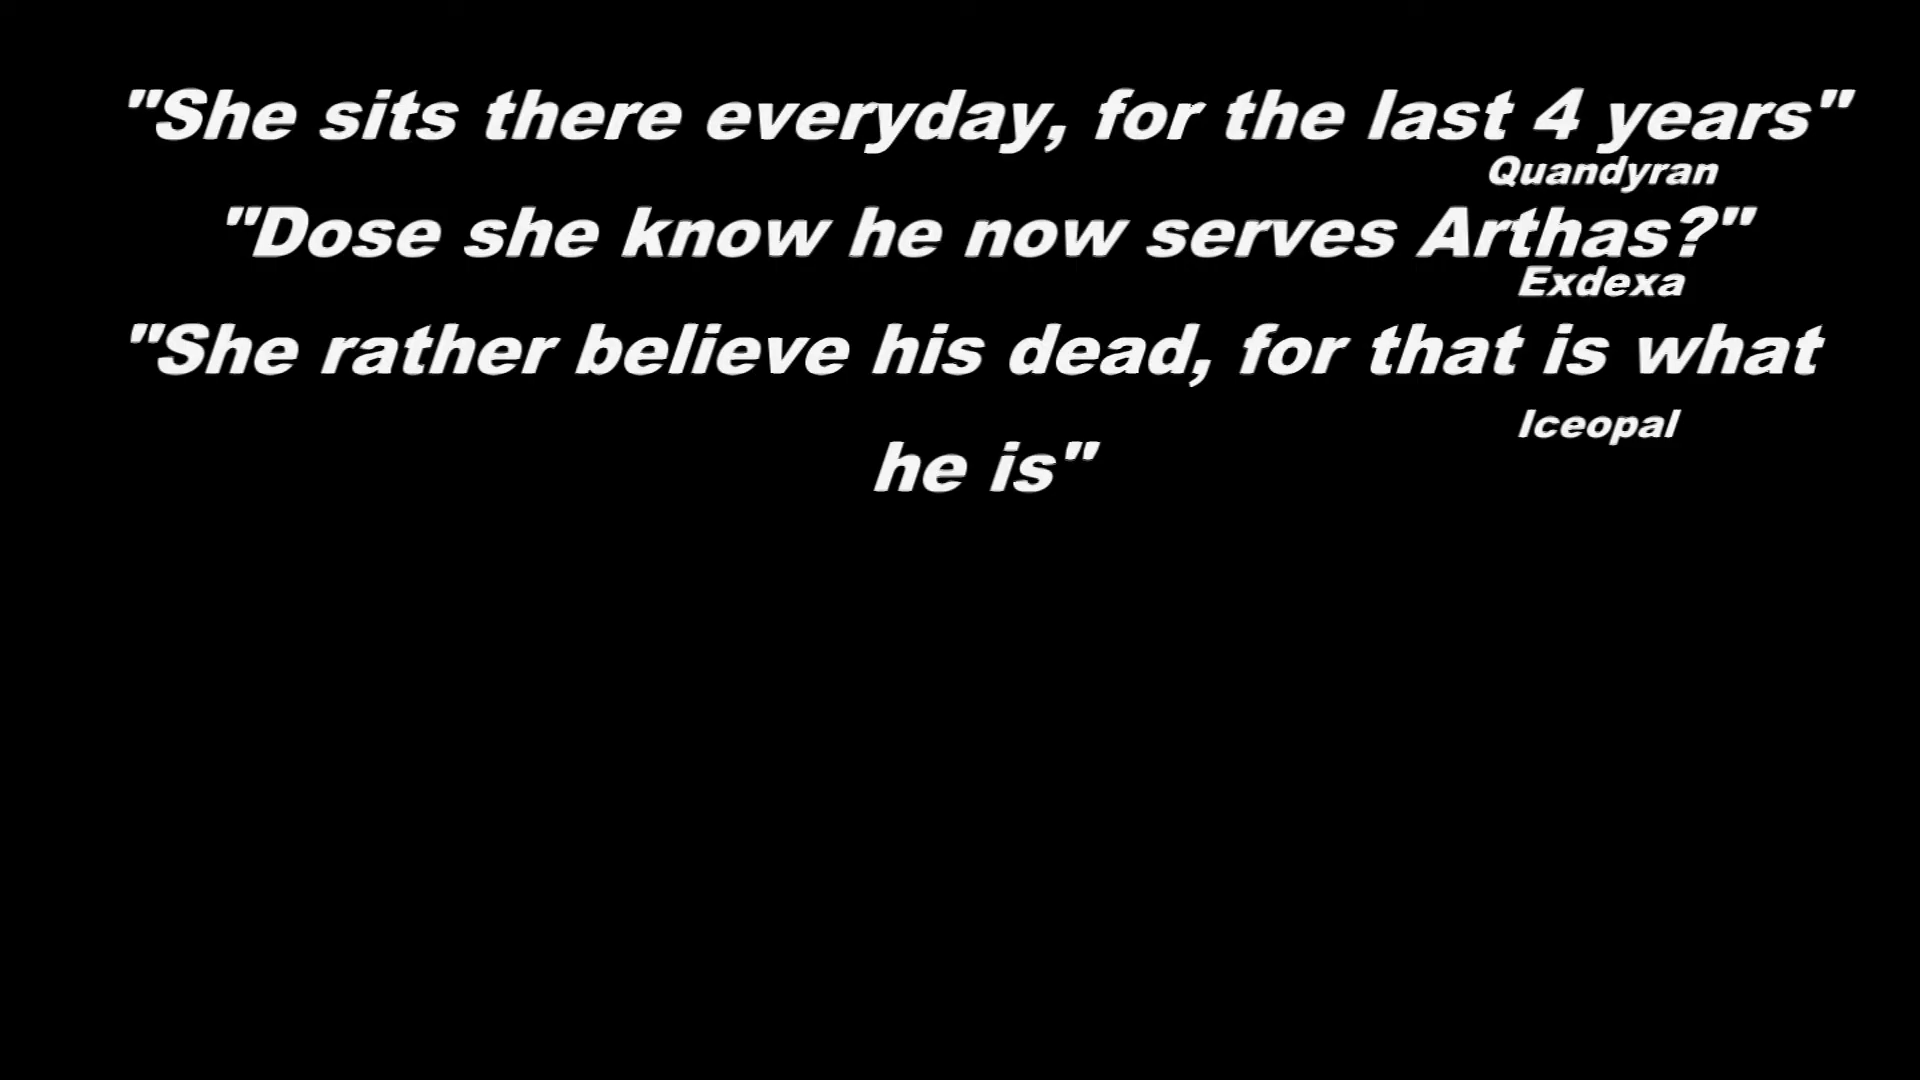 "She sits there everyday, for the last 4 years"
Quandyran
"Dose she know he now serves Arthas?"
Exdexa
"She rather believe his dead, for that is what
Iceopal
he is"